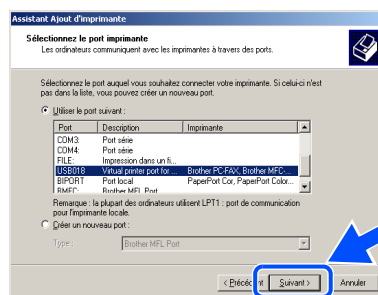 Assistant Ajout d'imprimante
Sélectionnez le port imprimante
Les ordinateurs communiquent avec les imprimantes à travers des ports.
Sélectionnez le port auquel vous souhaitez connecter votre imprimante. Si celui-ci n'est
pas dans la liste, vous pouvez créer un nouveau port.
Utiliser le port suivant :
Port Description Imprimante
COM3: Port série
COM4: Port série
FILE: Impression dans un fi...
USB018 Virtual printer port for ... Brother PC-FAX, Brother MFC-...
BIPORT Port local PaperPort Cor, PaperPort Color...
BMFC: Brother MFL Port
Remarque : la plupart des ordinateurs utilisent LPT1 : port de communication
pour l'imprimante locale.
Créer un nouveau port :
Type : Brother MFL Port
< Précédent Suivant > Annuler